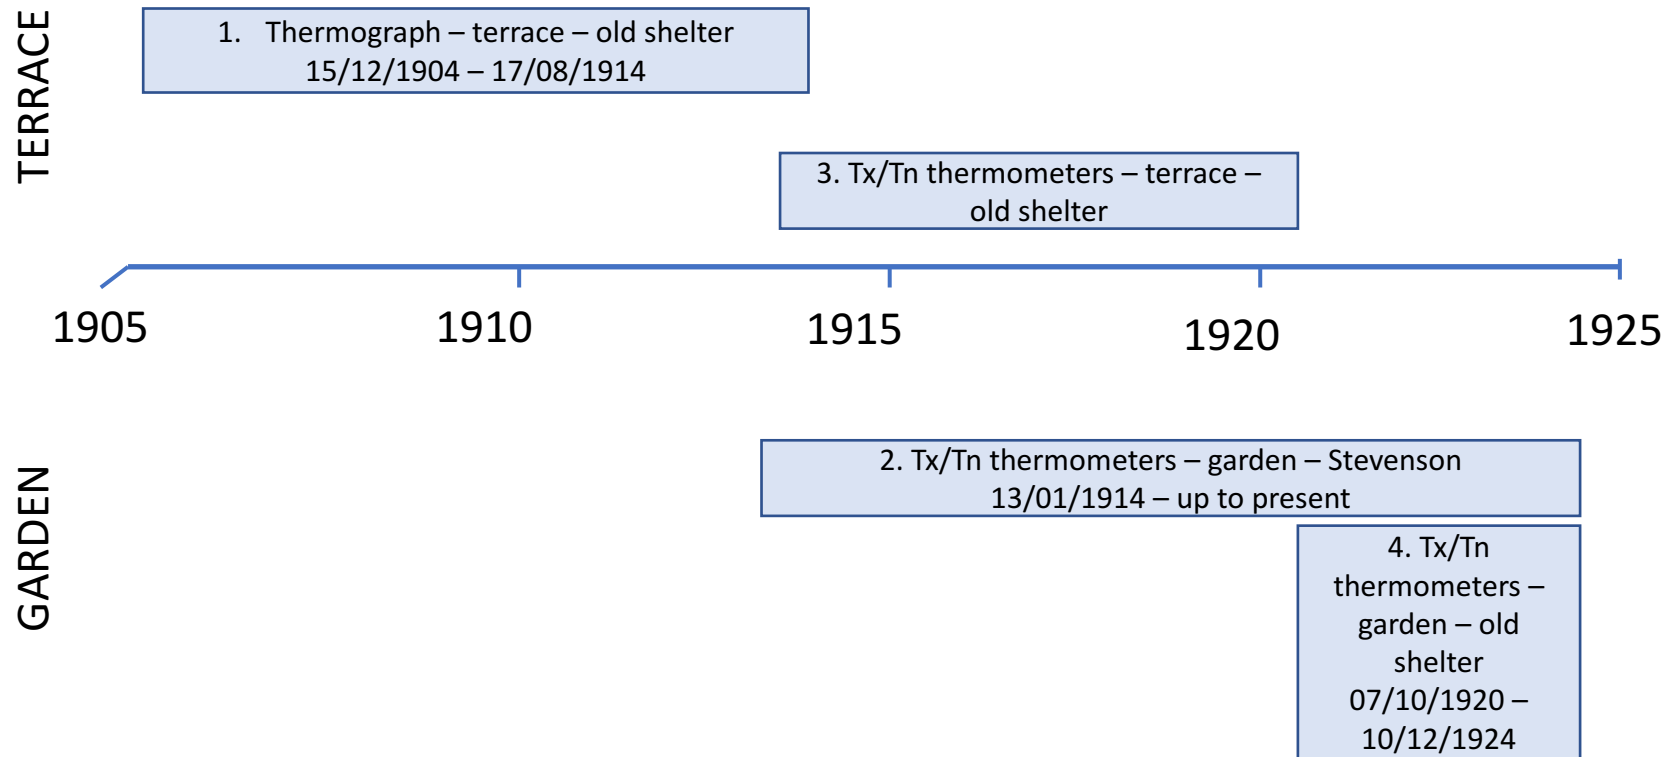 TERRACE
1. Thermograph – terrace – old shelter
15/12/1904 – 17/08/1914
3. Tx/Tn thermometers – terrace –
old shelter
1905
1910
1915
1920
1925
GARDEN
2. Tx/Tn thermometers – garden – Stevenson
13/01/1914 – up to present
4. Tx/Tn
thermometers –
garden – old
shelter
07/10/1920 –
10/12/1924